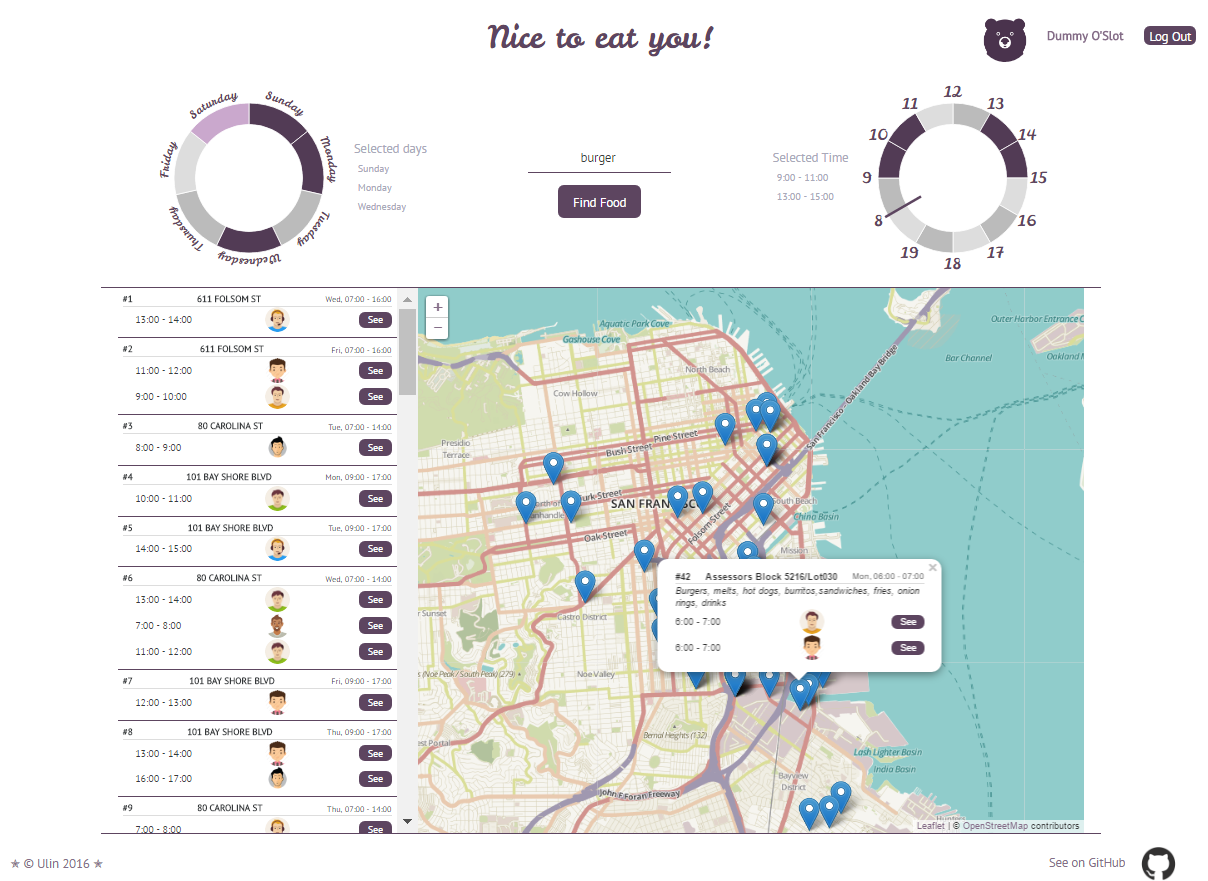 Nice to eat you!
Dummy O'Slot
Log Out
Sunday
Monday
Tuesday
Wednesday
Thursday
Friday
Saturday
Selected days
Sunday
Monday
Wednesday
burger
Find Food
Selected Time
9:00 - 11:00
13:00 - 15:00
12
13
14
15
16
17
18
19
8
9
10
11
#1 611 FOLSOM ST Wed, 07:00 - 16:00
13:00 - 14:00 See
#2 611 FOLSOM ST Fri, 07:00 - 16:00
11:00 - 12:00 See
9:00 - 10:00 See
#3 80 CAROLINA ST Tue, 07:00 - 14:00
8:00 - 9:00 See
#4 101 BAY SHORE BLVD Mon, 09:00 - 17:00
10:00 - 11:00 See
#5 101 BAY SHORE BLVD Tue, 09:00 - 17:00
14:00 - 15:00 See
#6 80 CAROLINA ST Wed, 07:00 - 14:00
13:00 - 14:00 See
7:00 - 8:00 See
11:00 - 12:00 See
#7 101 BAY SHORE BLVD Fri, 09:00 - 17:00
12:00 - 13:00 See
#8 101 BAY SHORE BLVD Thu, 09:00 - 17:00
13:00 - 14:00 See
16:00 - 17:00 See
#9 80 CAROLINA ST Thu, 07:00 - 14:00
7:00 - 8:00 See
+
−
Aquatic Park Cove
Gashouse Cove
Outer Harbor Entrance C
Bar Channel
Oakland
San Francisco - Oakland Bay Bridge
North Beach
Cow Hollow
Presidio
Terrace
Pine Street
Bush Street
Turk Street
SAN FRANCISCO
South Beach
China Basin
Folsom Street
Oak Street
Mission
Castro District
Sunset
(Noe Peak / South Peak) (279)
Noe Valley
Bernal Heights (132)
est Portal
Lash Lighter Basin
India Basin
Bayview
District
John F Foran Freeway
Hunters
#42 Assessors Block 5216/Lot030 Mon, 06:00 - 07:00
Burgers, melts, hot dogs, burritos,sandwiches, fries, onion
rings, drinks
6:00 - 7:00 See
6:00 - 7:00 See
×
Leaflet | © OpenStreetMap contributors
★ © Ulin 2016 ★
See on GitHub